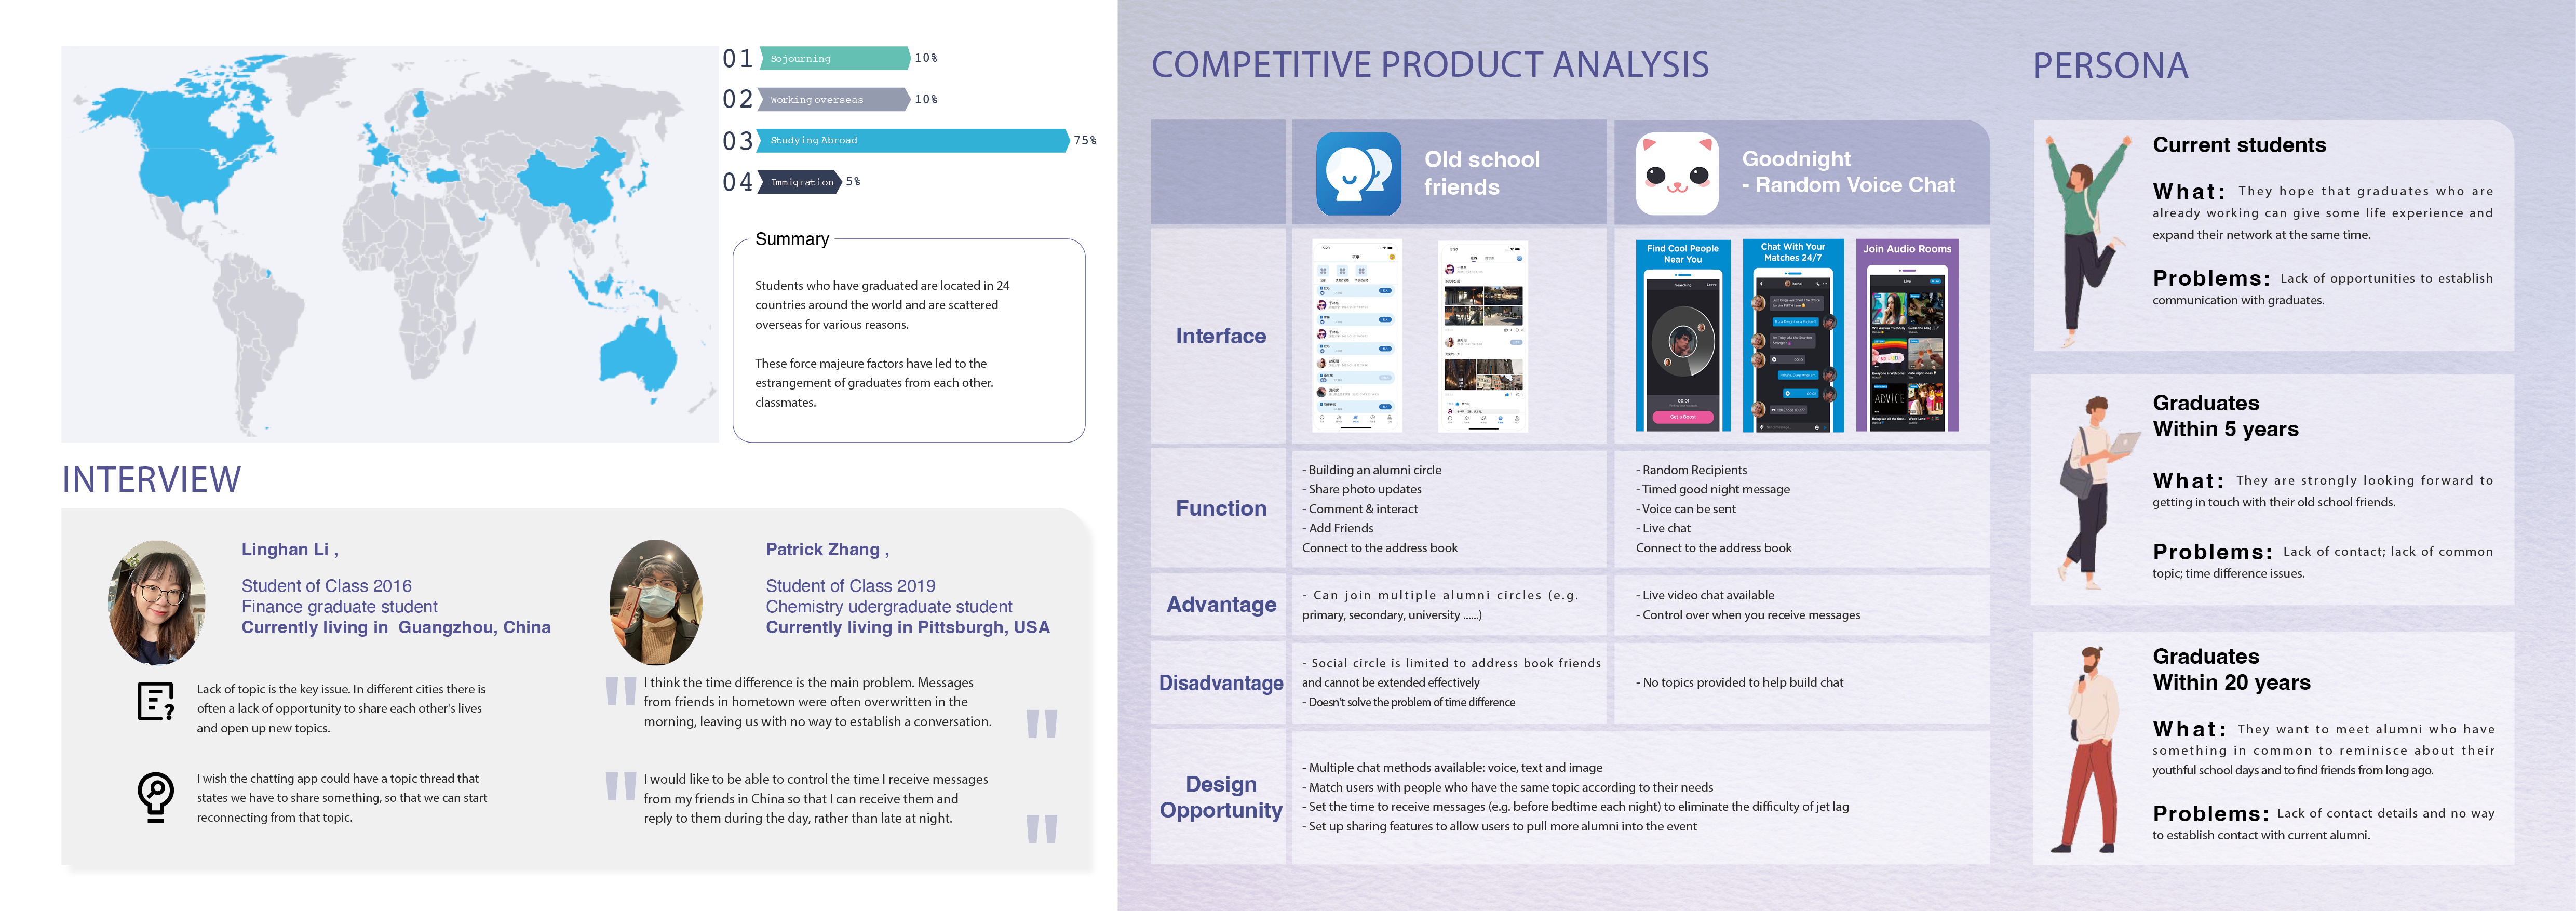 01 Sojourning 10%
02 Working overseas 10%
03 Studying Abroad 75%
04 Immigration 5%
Summary
Students who have graduated are located in 24
countries around the world and are scattered
overseas for various reasons.
These force majeure factors have led to the
estrangement of graduates from each other.
classmates.
INTERVIEW
Linghan Li ,
Student of Class 2016
Finance graduate student
Currently living in Guangzhou, China
Lack of topic is the key issue. In different cities there is
often a lack of opportunity to share each other's lives
and open up new topics.
I wish the chatting app could have a topic thread that
states we have to share something, so that we can start
reconnecting from that topic.
Patrick Zhang ,
Student of Class 2019
Chemistry udergraduate student
Currently living in Pittsburgh, USA
"I think the time difference is the main problem. Messages
from friends in hometown were often overwritten in the
morning, leaving us with no way to establish a conversation."
"I would like to be able to control the time I receive messages
from my friends in China so that I can receive them and
reply to them during the day, rather than late at night."
COMPETITIVE PRODUCT ANALYSIS
Old school
friends
Goodnight
- Random Voice Chat
Interface
Find Cool People
Near You
Searching
00:01
Get a Boost
Chat With Your
Matches 24/7
Join Audio Rooms
Live
ADVICE
Function
- Building an alumni circle
- Share photo updates
- Comment & interact
- Add Friends
Connect to the address book
- Random Recipients
- Timed good night message
- Voice can be sent
- Live chat
Connect to the address book
Advantage
- Can join multiple alumni circles (e.g.
primary, secondary, university ......)
- Live video chat available
- Control over when you receive messages
Disadvantage
- Social circle is limited to address book friends
and cannot be extended effectively
- Doesn't solve the problem of time difference
- No topics provided to help build chat
Design
Opportunity
- Multiple chat methods available: voice, text and image
- Match users with people who have the same topic according to their needs
- Set the time to receive messages (e.g. before bedtime each night) to eliminate the difficulty of jet lag
- Set up sharing features to allow users to pull more alumni into the event
PERSONA
Current students
What: They hope that graduates who are
already working can give some life experience and
expand their network at the same time.
Problems: Lack of opportunities to establish
communication with graduates.
Graduates
Within 5 years
What: They are strongly looking forward to
getting in touch with their old school friends.
Problems: Lack of contact; lack of common
topic; time difference issues.
Graduates
Within 20 years
What: They want to meet alumni who have
something in common to reminisce about their
youthful school days and to find friends from long ago.
Problems: Lack of contact details and no way
to establish contact with current alumni.